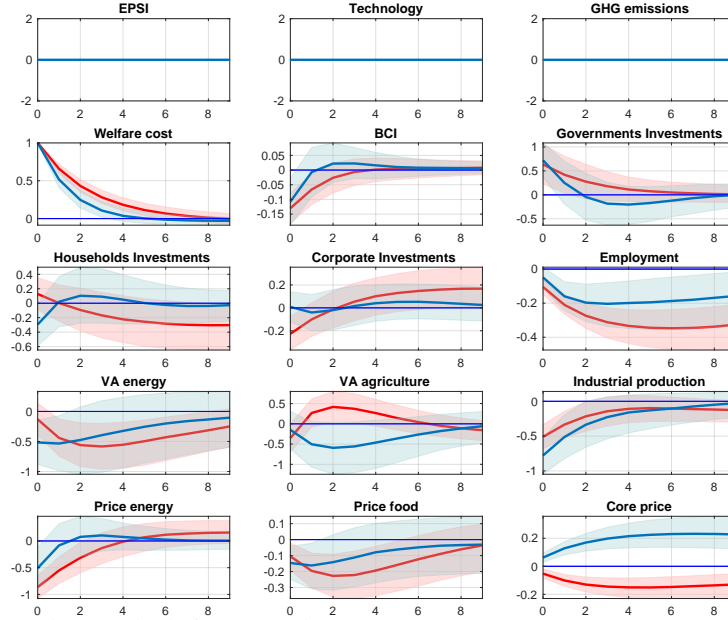 EPSI Technology GHG emissions
2 2 2
0 0 0
-2 -2 -2
0 2 4 6 8 0 2 4 6 8 0 2 4 6 8
Welfare cost BCI Governments Investments
1 0.05 1
0.5 0 0.5
0 -0.05 0
-0.1 -0.5
-0.15
0 2 4 6 8 0 2 4 6 8 0 2 4 6 8
Households Investments Corporate Investments Employment
0.4 0.2 0
0.2 0 -0.2
0 -0.2 -0.4
-0.2
-0.4
-0.6
0 2 4 6 8 0 2 4 6 8 0 2 4 6 8
VA energy VA agriculture Industrial production
0 0.5 0
-0.5 0 -0.5
-1 -0.5 -1
-1
0 2 4 6 8 0 2 4 6 8 0 2 4 6 8
Price energy Price food Core price
0 0.1 0.2
-0.5 0 0
-1 -0.1 -0.2
-0.2
-0.3
0 2 4 6 8 0 2 4 6 8 0 2 4 6 8